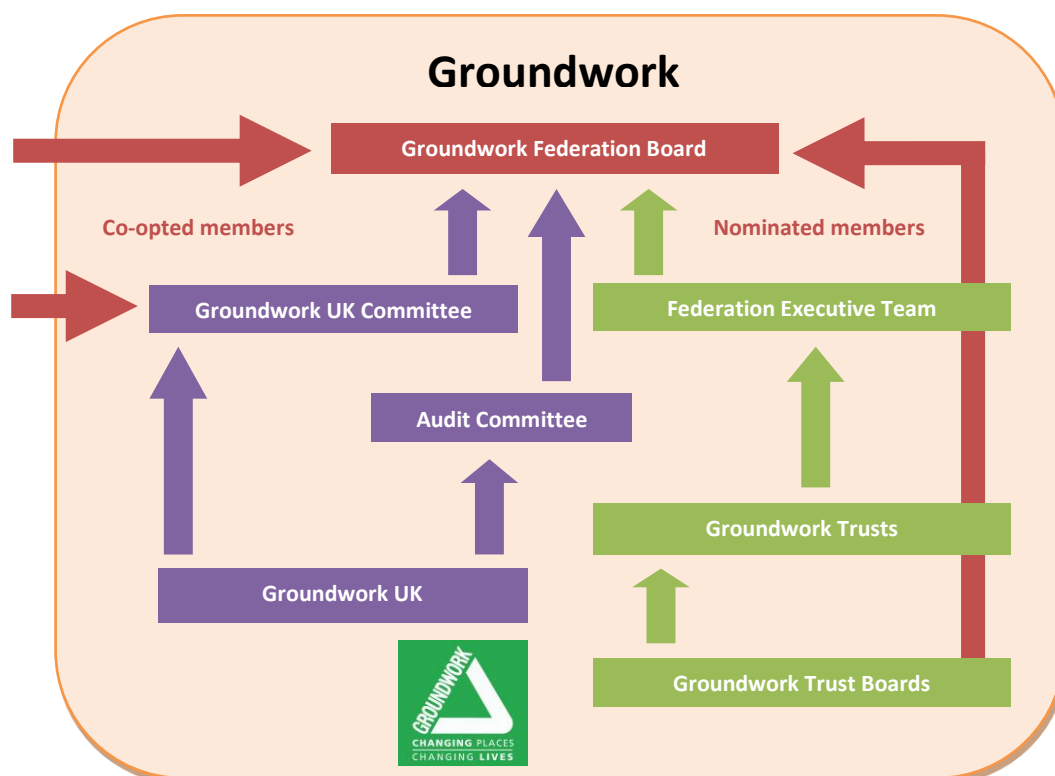 Groundwork
Groundwork Federation Board
Co-opted members
Nominated members
Groundwork UK Committee
Federation Executive Team
Audit Committee
Groundwork Trusts
Groundwork UK
Groundwork Trust Boards
GROUNDWORK
CHANGING PLACES
CHANGING LIVES